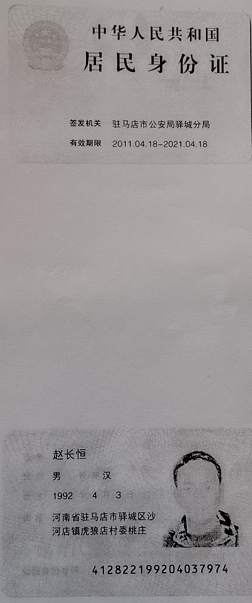 中华人民共和国
居民身份证
签发机关 驻马店市公安局驿城分局
有效期限 2011.04.18-2021.04.18
赵长恒
男 汉
1992 4 3
河南省驻马店市驿城区沙
河店镇虎狼店村委桃庄
412822199204037974